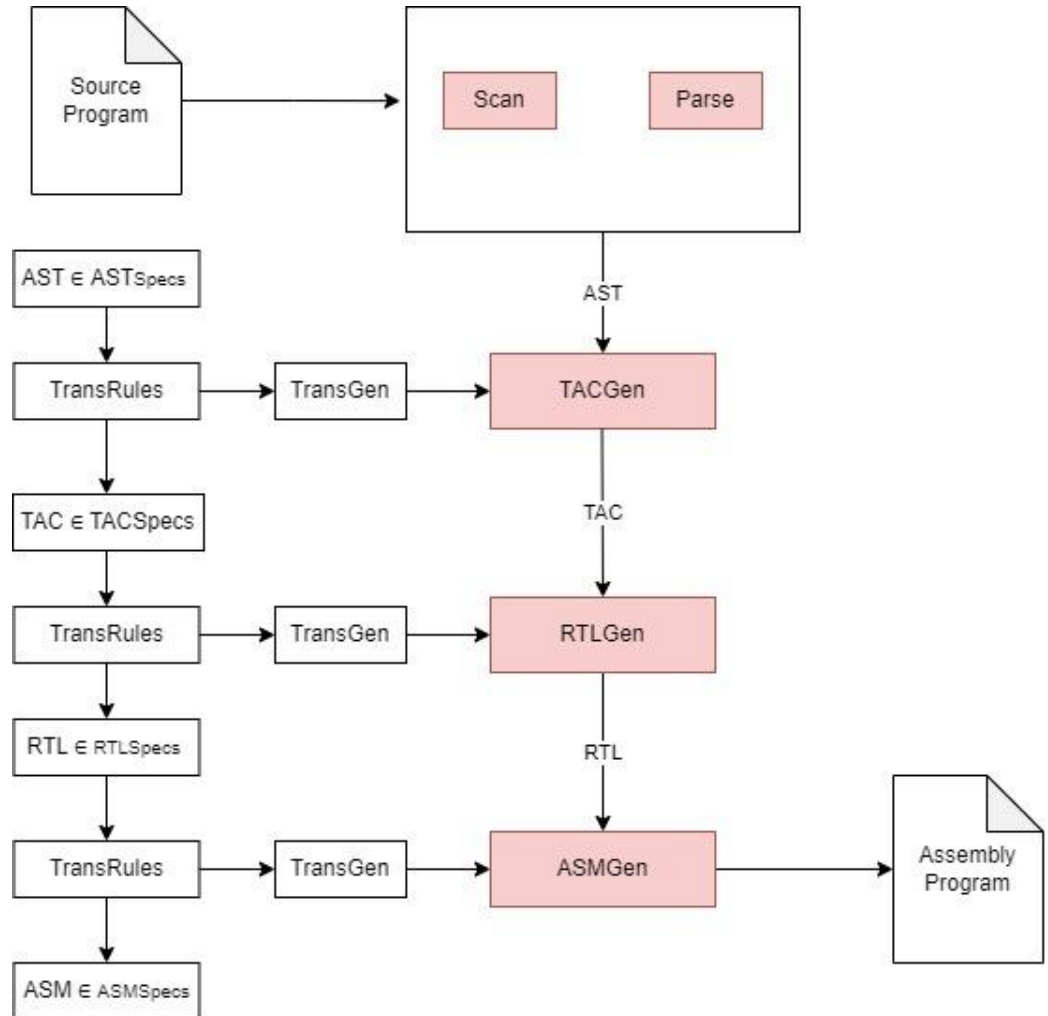 Source
Program
Scan
Parse
AST ∈ ASTSpecs
AST
TransRules
TransGen
TACGen
TAC ∈ TACSpecs
TAC
TransRules
TransGen
RTLGen
RTL ∈ RTLSpecs
RTL
TransRules
TransGen
ASMGen
Assembly
Program
ASM ∈ ASMSpecs